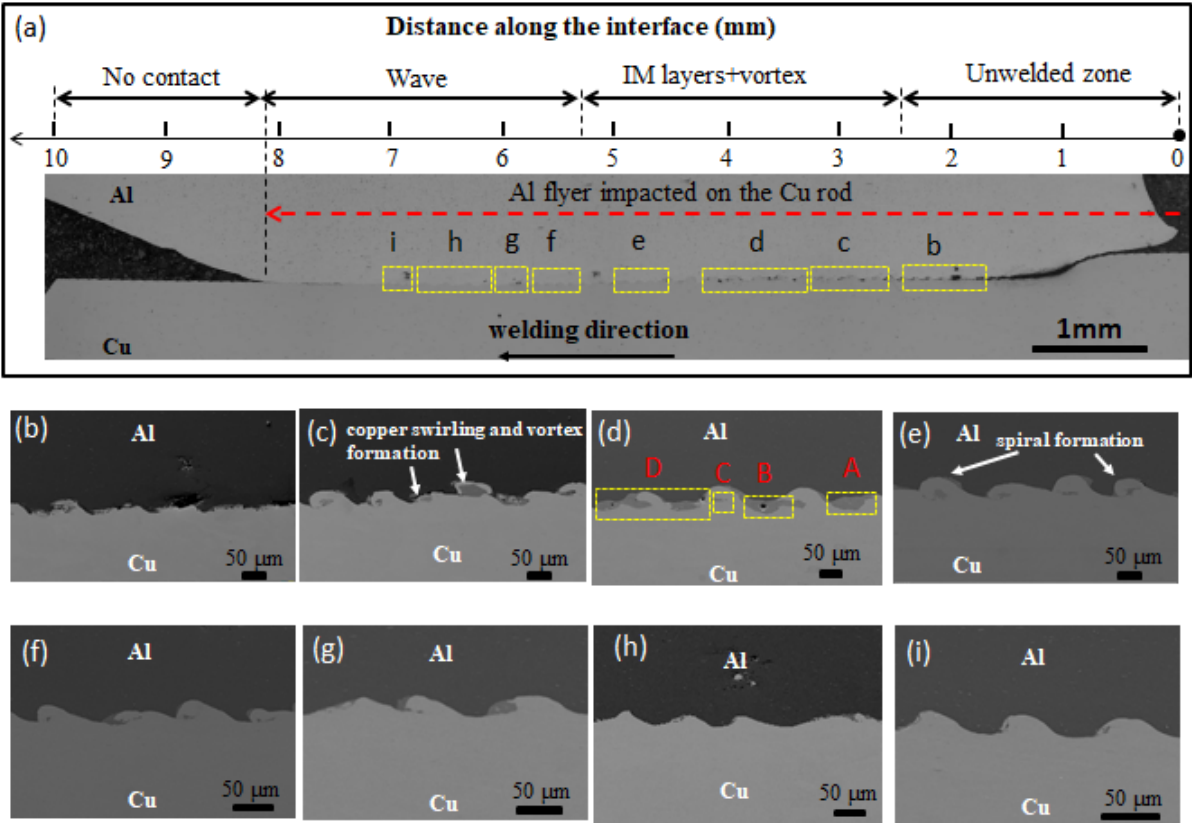 (a)
Distance along the interface (mm)
No contact
Wave
IM layers+vortex
Unwelded zone
10 9 8 7 6 5 4 3 2 1 0
Al
Al flyer impacted on the Cu rod
i h g f e d c b
welding direction
1mm
Cu
(b)
Al
Cu
50 μm
(c)
copper swirling and vortex
formation
Al
Cu
50 μm
(d)
Al
D C B A
Cu
50 μm
(e)
Al
spiral formation
Cu
50 μm
(f)
Al
Cu
50 μm
(g)
Al
Cu
50 μm
(h)
Al
Cu
50 μm
(i)
Al
Cu
50 μm